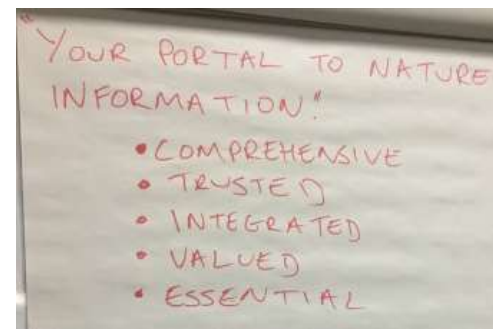 "YOUR PORTAL TO NATURE
INFORMATION".
• COMPREHENSIVE
• TRUSTED
• INTEGRATED
• VALUED
• ESSENTIAL